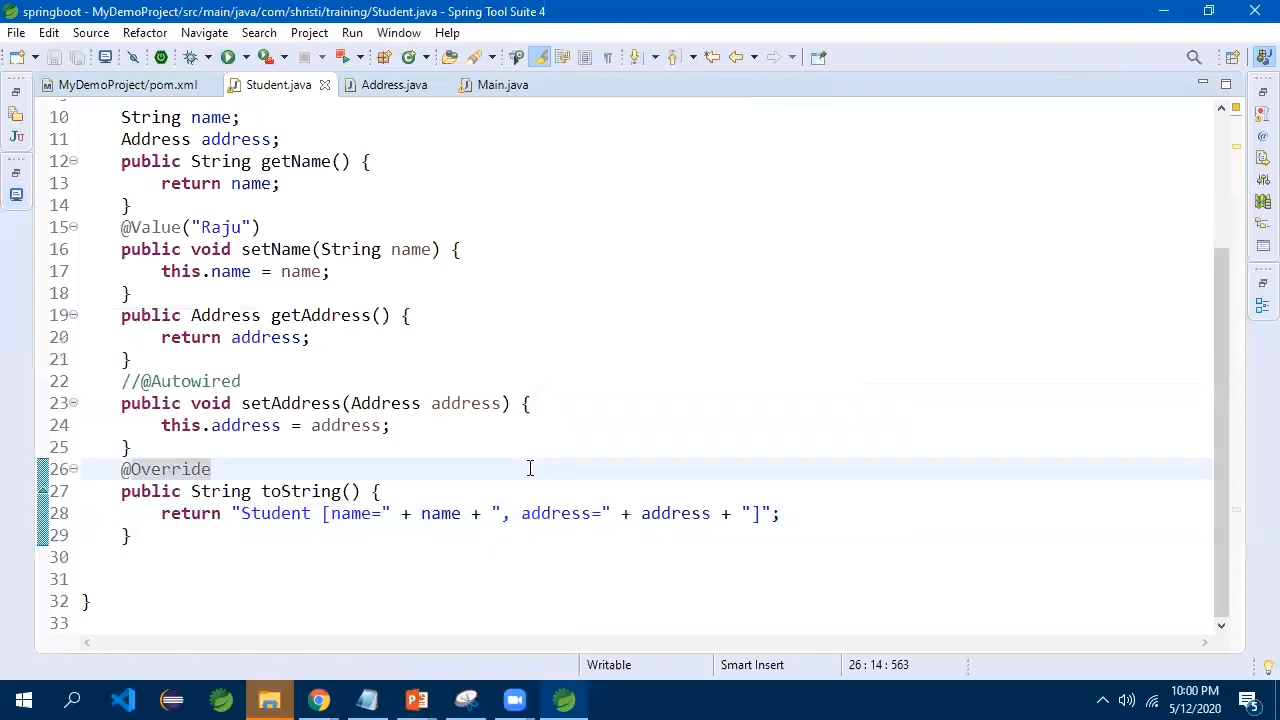 springboot - MyDemoProject/src/main/java/com/shristi/training/Student.java - Spring Tool Suite 4
File Edit Source Refactor Navigate Search Project Run Window Help
MyDemoProject/pom.xml Student.java Address.java Main.java
10 String name;
11 Address address;
12 public String getName() {
13 return name;
14 }
15 @Value("Raju")
16 public void setName(String name) {
17 this.name = name;
18 }
19 public Address getAddress() {
20 return address;
21 }
22 //@Autowired
23 public void setAddress(Address address) {
24 this.address = address;
25 }
26 @Override
27 public String toString() {
28 return "Student [name=" + name + ", address=" + address + "]";
29 }
30
31
32 }
33
Writable Smart Insert 26 : 14 : 563
10:00 PM
5/12/2020
5